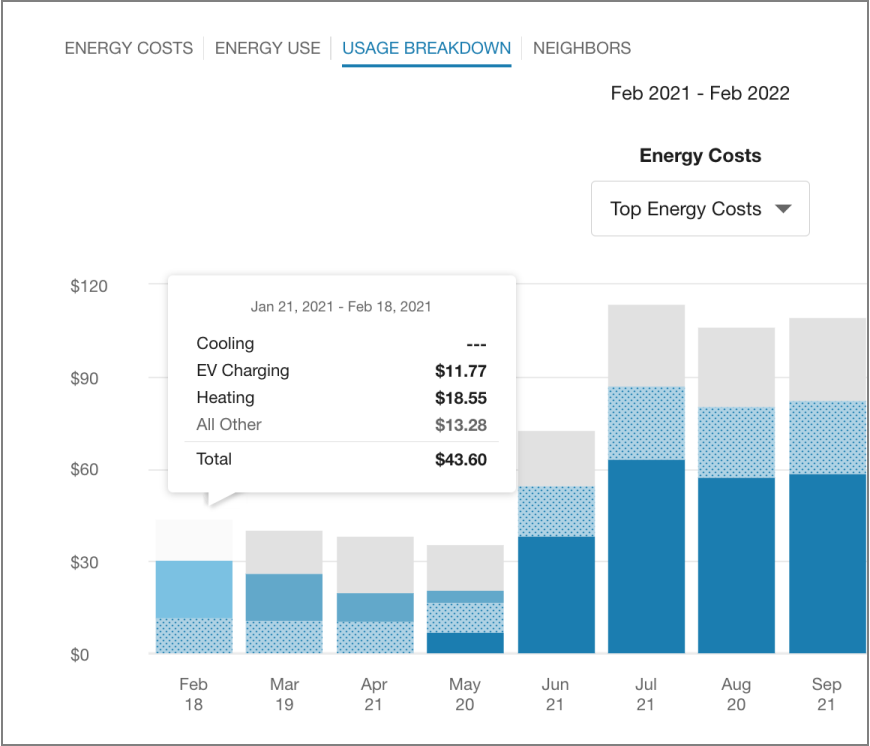 ENERGY COSTS ENERGY USE USAGE BREAKDOWN NEIGHBORS
Feb 2021 - Feb 2022
Energy Costs
Top Energy Costs
$120
$90
$60
$30
$0
Jan 21, 2021 - Feb 18, 2021
Cooling ---
EV Charging $11.77
Heating $18.55
All Other $13.28
Total $43.60
Feb Mar Apr May Jun Jul Aug Sep
18 19 21 20 21 21 20 21